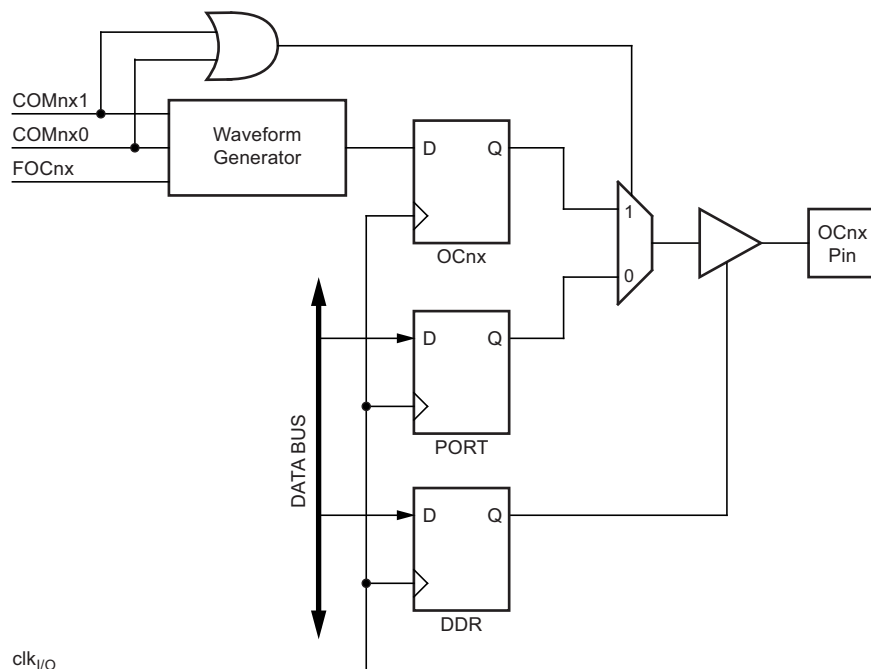 COMnx1
COMnx0
FOCnx
Waveform
Generator
D
Q
OCnx
1
0
OCnx
Pin
D
Q
PORT
DATA BUS
D
Q
DDR
clkI/O